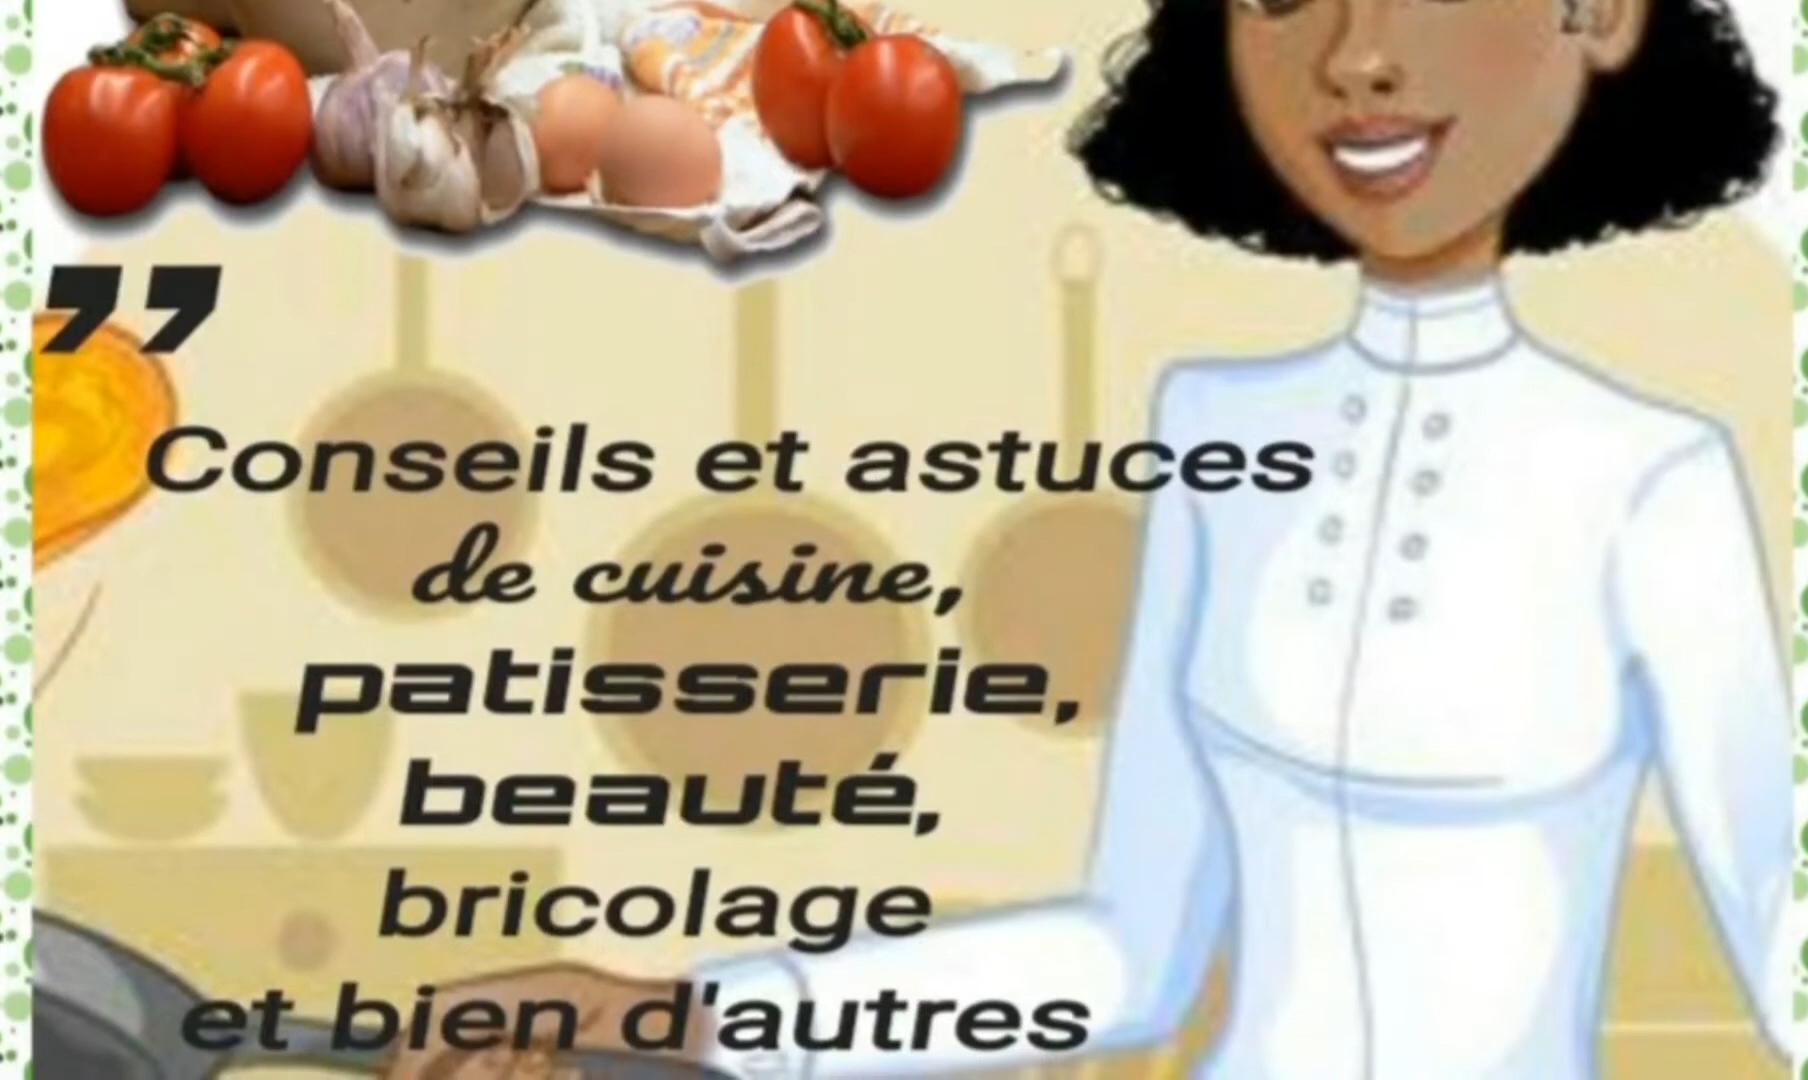 ”
Conseils et astuces
de cuisine,
patisserie,
beauté,
bricolage
et bien d'autres